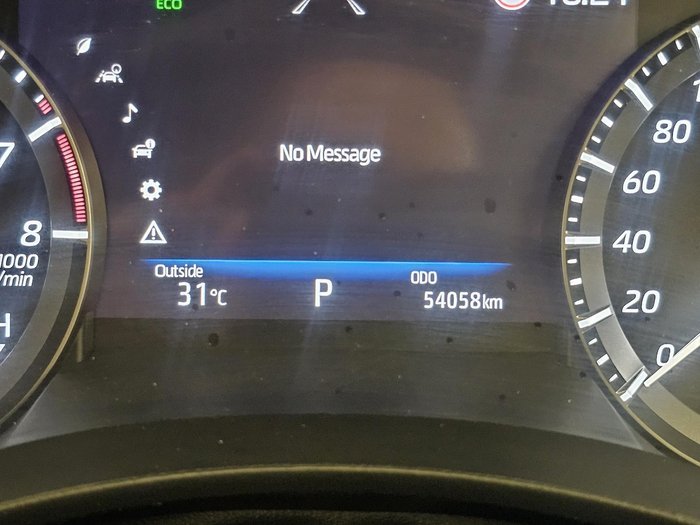 ECO
No Message
7
8
1000
/min
H
Outside
31°C
P
ODO
54058km
80
60
40
20
0